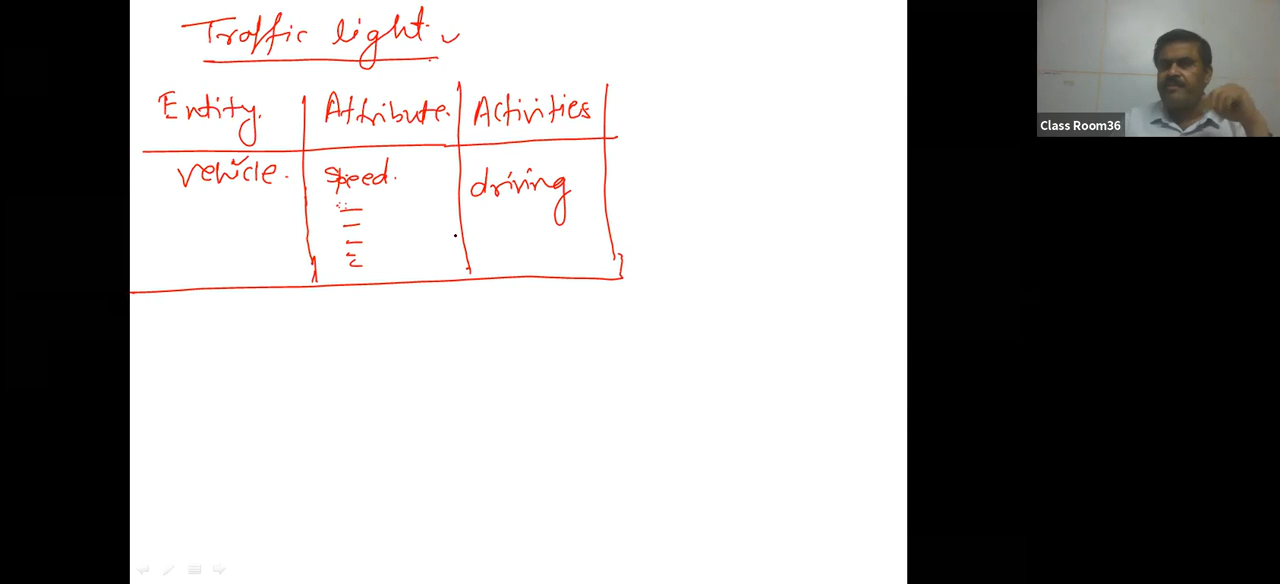 Traffic light.
Entity. Attribute. Activities
vehicle. speed. driving
Class Room36